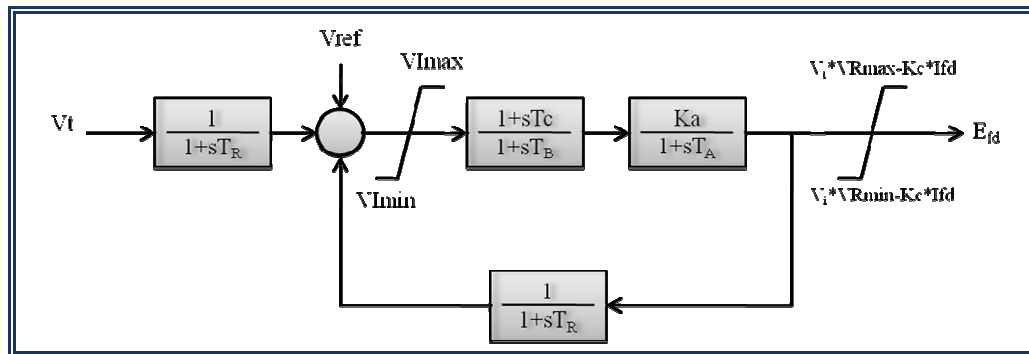 Vref
VImax
Vt
1
1+sT_R
1+sTc
1+sT_B
Ka
1+sT_A
V_t*VRmax-Kc*Ifd
E_fd
VImin
V_t*VRmin-Kc*Ifd
1
1+sT_R